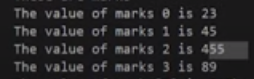 The value of marks 0 is 23
The value of marks 1 is 45
The value of marks 2 is 455
The value of marks 3 is 89